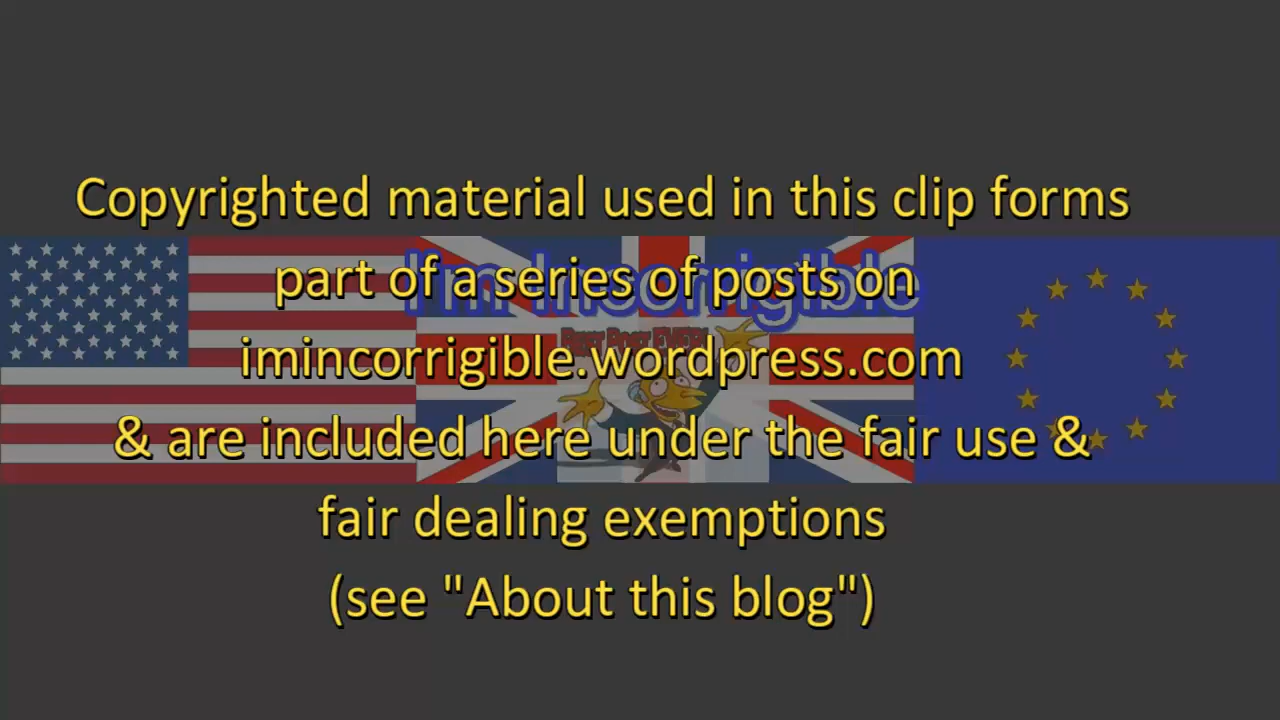 Copyrighted material used in this clip forms
part of a series of posts on
I'm Incorrigible
imincorrigible.wordpress.com
& are included here under the fair use &
fair dealing exemptions
(see "About this blog")